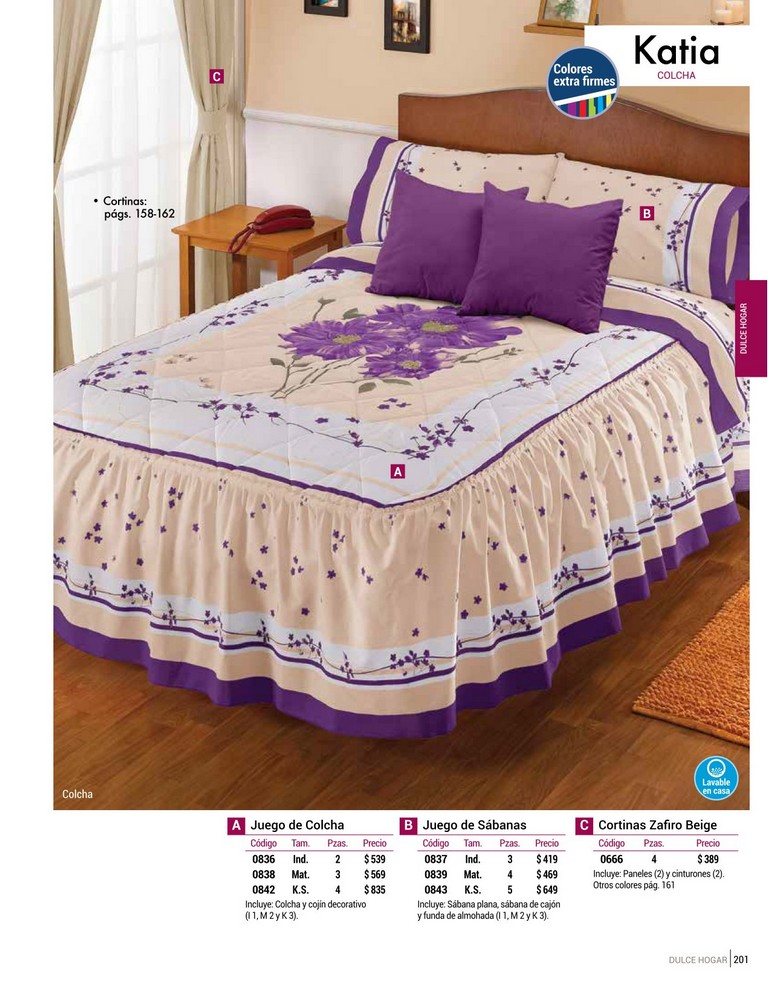 Katia
COLCHA
Colores
extra firmes
C
• Cortinas:
págs. 158-162
B
DULCE HOGAR
A
Colcha
Lavable
en casa
A Juego de Colcha
Código Tam. Pzas. Precio
0836 Ind. 2 $ 539
0838 Mat. 3 $ 569
0842 K.S. 4 $ 835
Incluye: Colcha y cojín decorativo
(I 1, M 2 y K 3).
B Juego de Sábanas
Código Tam. Pzas. Precio
0837 Ind. 3 $ 419
0839 Mat. 4 $ 469
0843 K.S. 5 $ 649
Incluye: Sábana plana, sábana de cajón
y funda de almohada (I 1, M 2 y K 3).
C Cortinas Zafiro Beige
Código Pzas. Precio
0666 4 $ 389
Incluye: Paneles (2) y cinturones (2).
Otros colores pág. 161
DULCE HOGAR 201